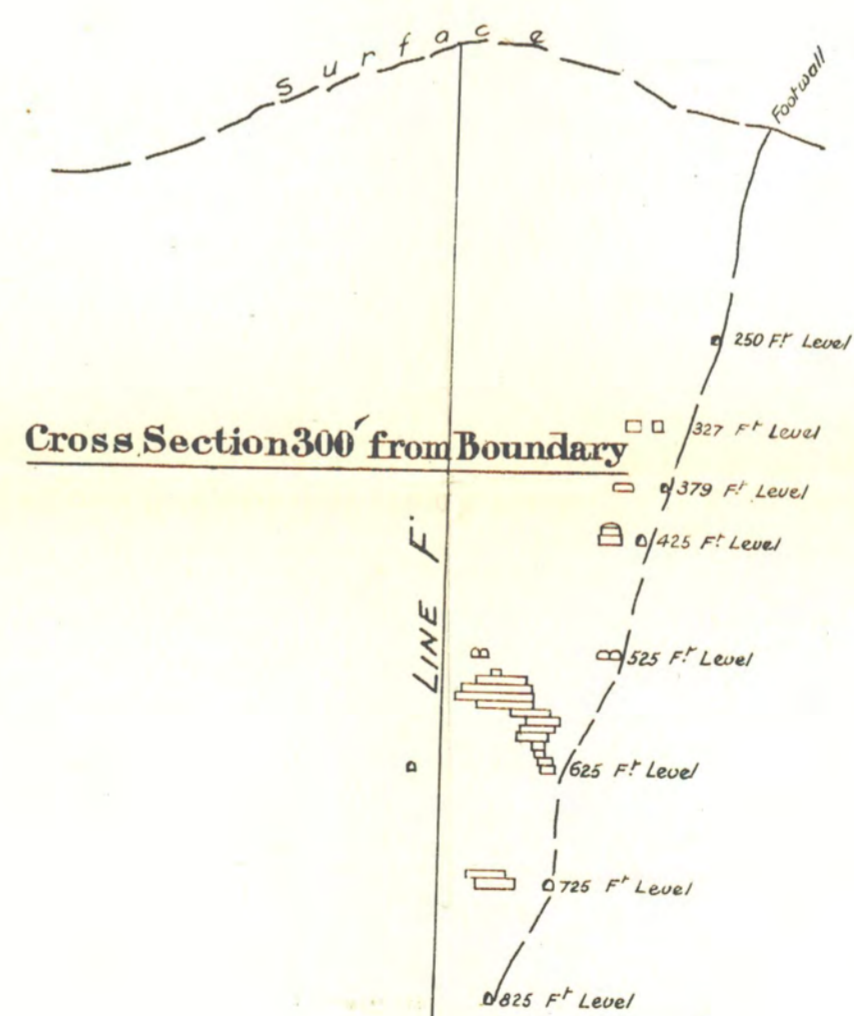 Surface
Footwall
250 Ft Level
327 Ft Level
Cross Section 300' from Boundary
379 Ft Level
425 Ft Level
LINE F.
525 Ft Level
625 Ft Level
725 Ft Level
825 Ft Level